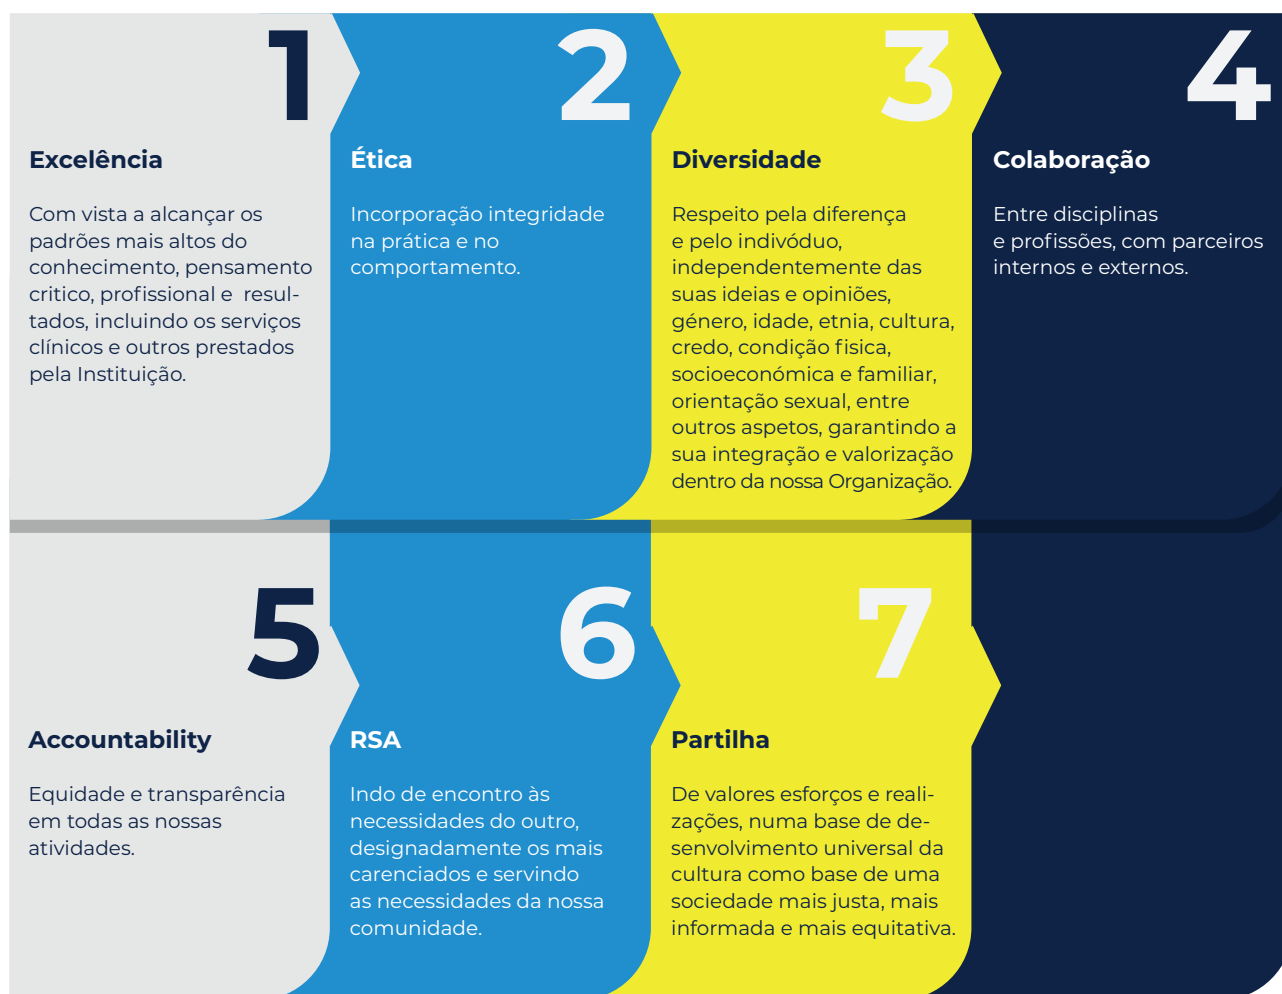 1
Excelência
Com vista a alcançar os
padrões mais altos do
conhecimento, pensamento
critico, profissional e  resul-
tados, incluindo os serviços
clínicos e outros prestados
pela Instituição.
2
Ética
Incorporação integridade
na prática e no
comportamento.
3
Diversidade
Respeito pela diferença
e pelo indivóduo,
independentemente das
suas ideias e opiniões,
género, idade, etnia, cultura,
credo, condição fisica,
socioeconómica e familiar,
orientação sexual, entre
outros aspetos, garantindo a
sua integração e valorização
dentro da nossa Organização.
4
Colaboração
Entre disciplinas
e profissões, com parceiros
internos e externos.
5
Accountability
Equidade e transparência
em todas as nossas
atividades.
6
RSA
Indo de encontro às
necessidades do outro,
designadamente os mais
carenciados e servindo
as necessidades da nossa
comunidade.
7
Partilha
De valores esforços e reali-
zações, numa base de de-
senvolvimento universal da
cultura como base de uma
sociedade mais justa, mais
informada e mais equitativa.